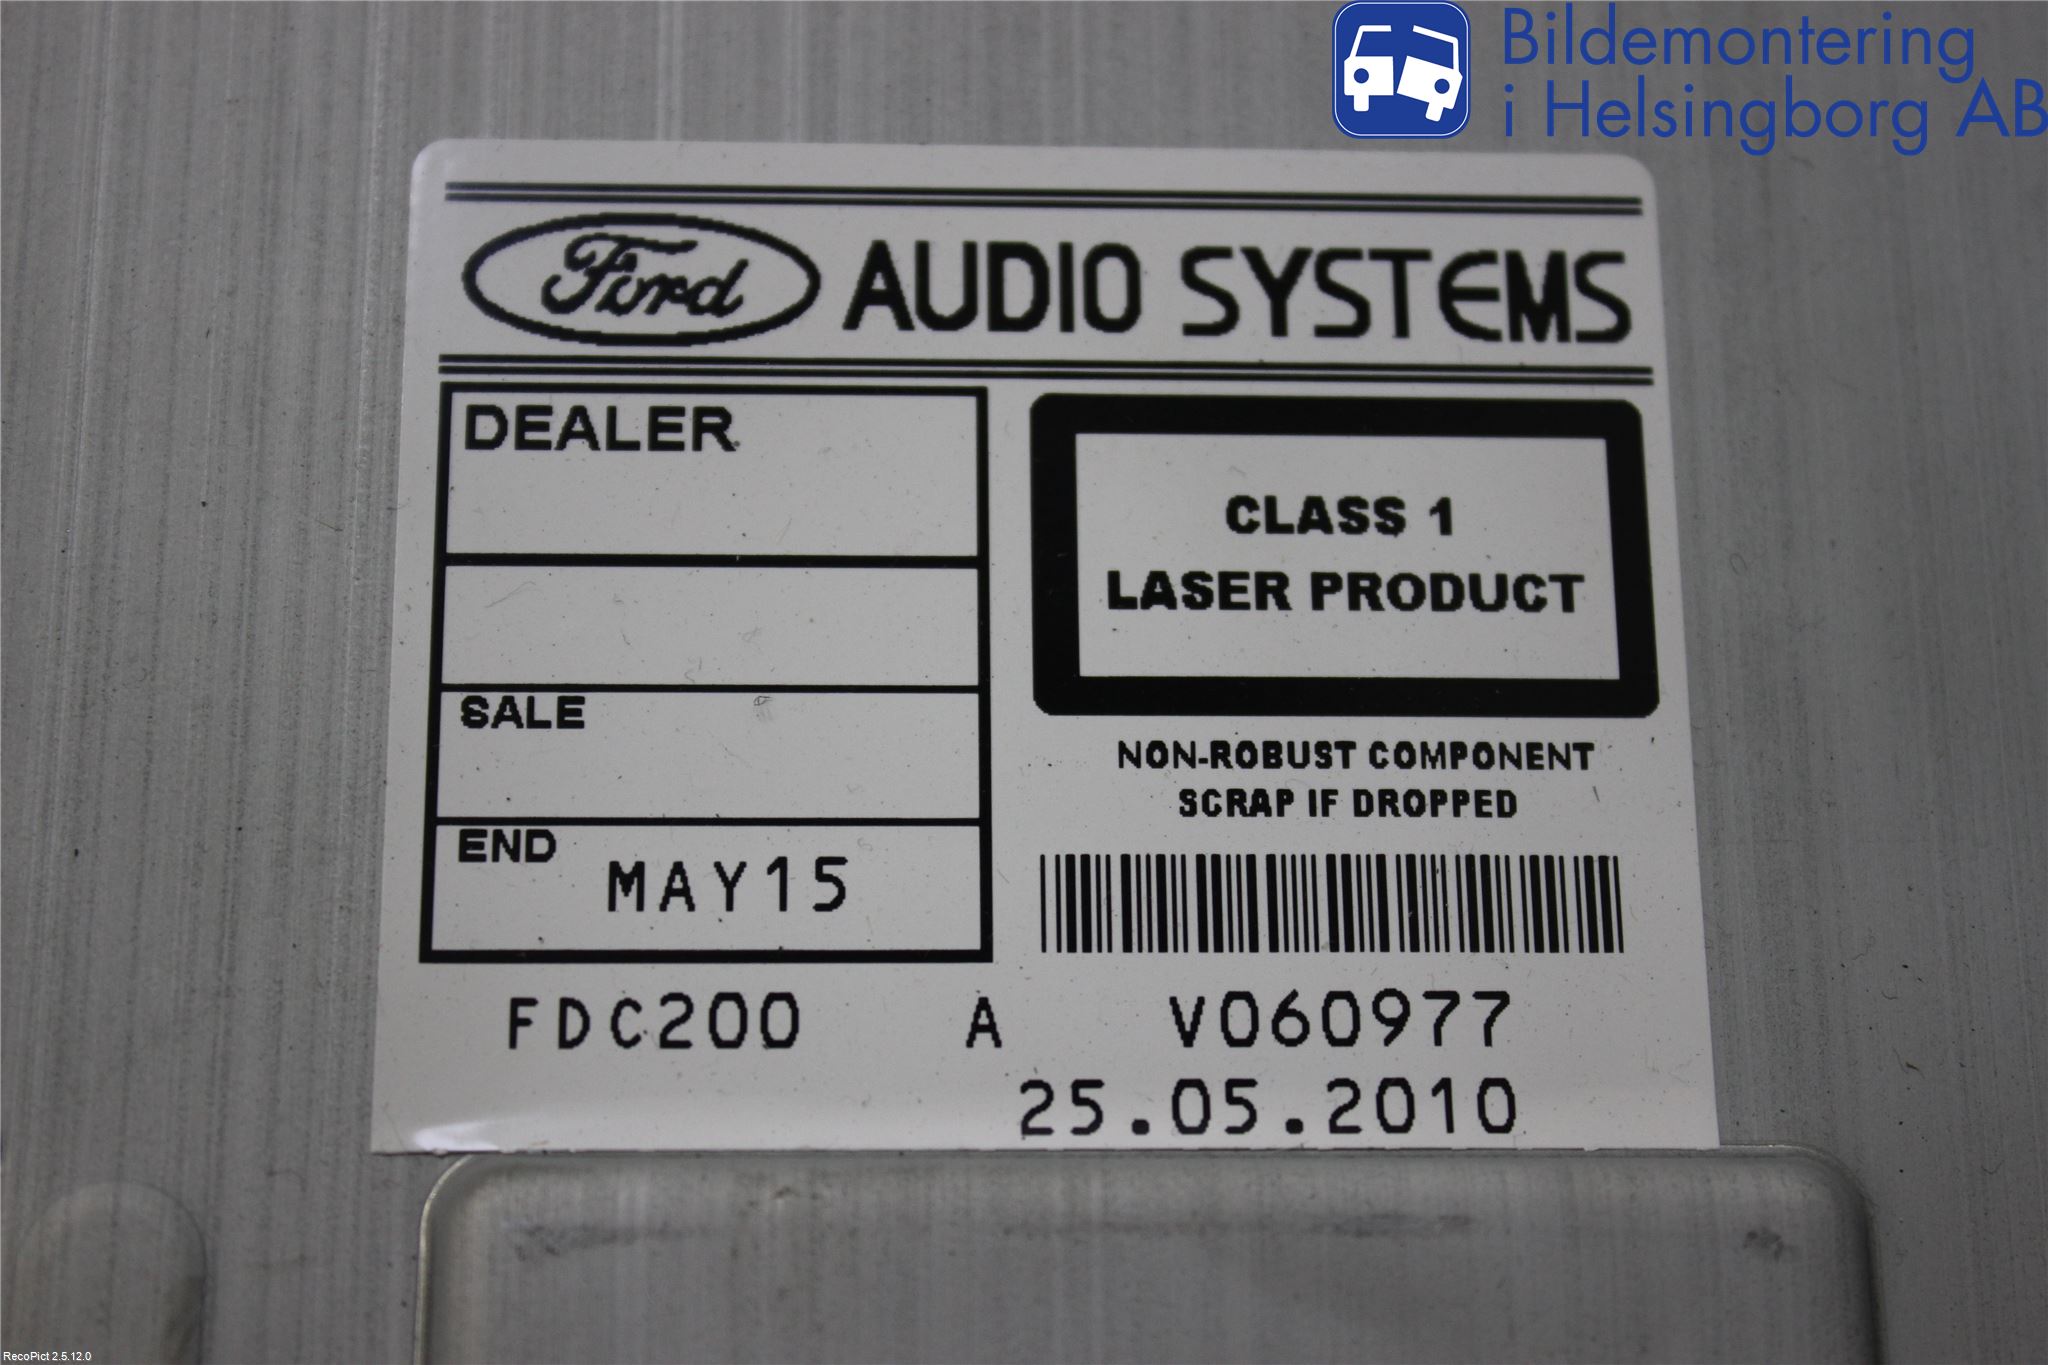 Bildemontering
i Helsingborg AB
Ford AUDIO SYSTEMS
DEALER
SALE
END MAY15
CLASS 1
LASER PRODUCT
NON-ROBUST COMPONENT
SCRAP IF DROPPED
FDC200 A V060977
25.05.2010
RecoPict 2.5.12.0